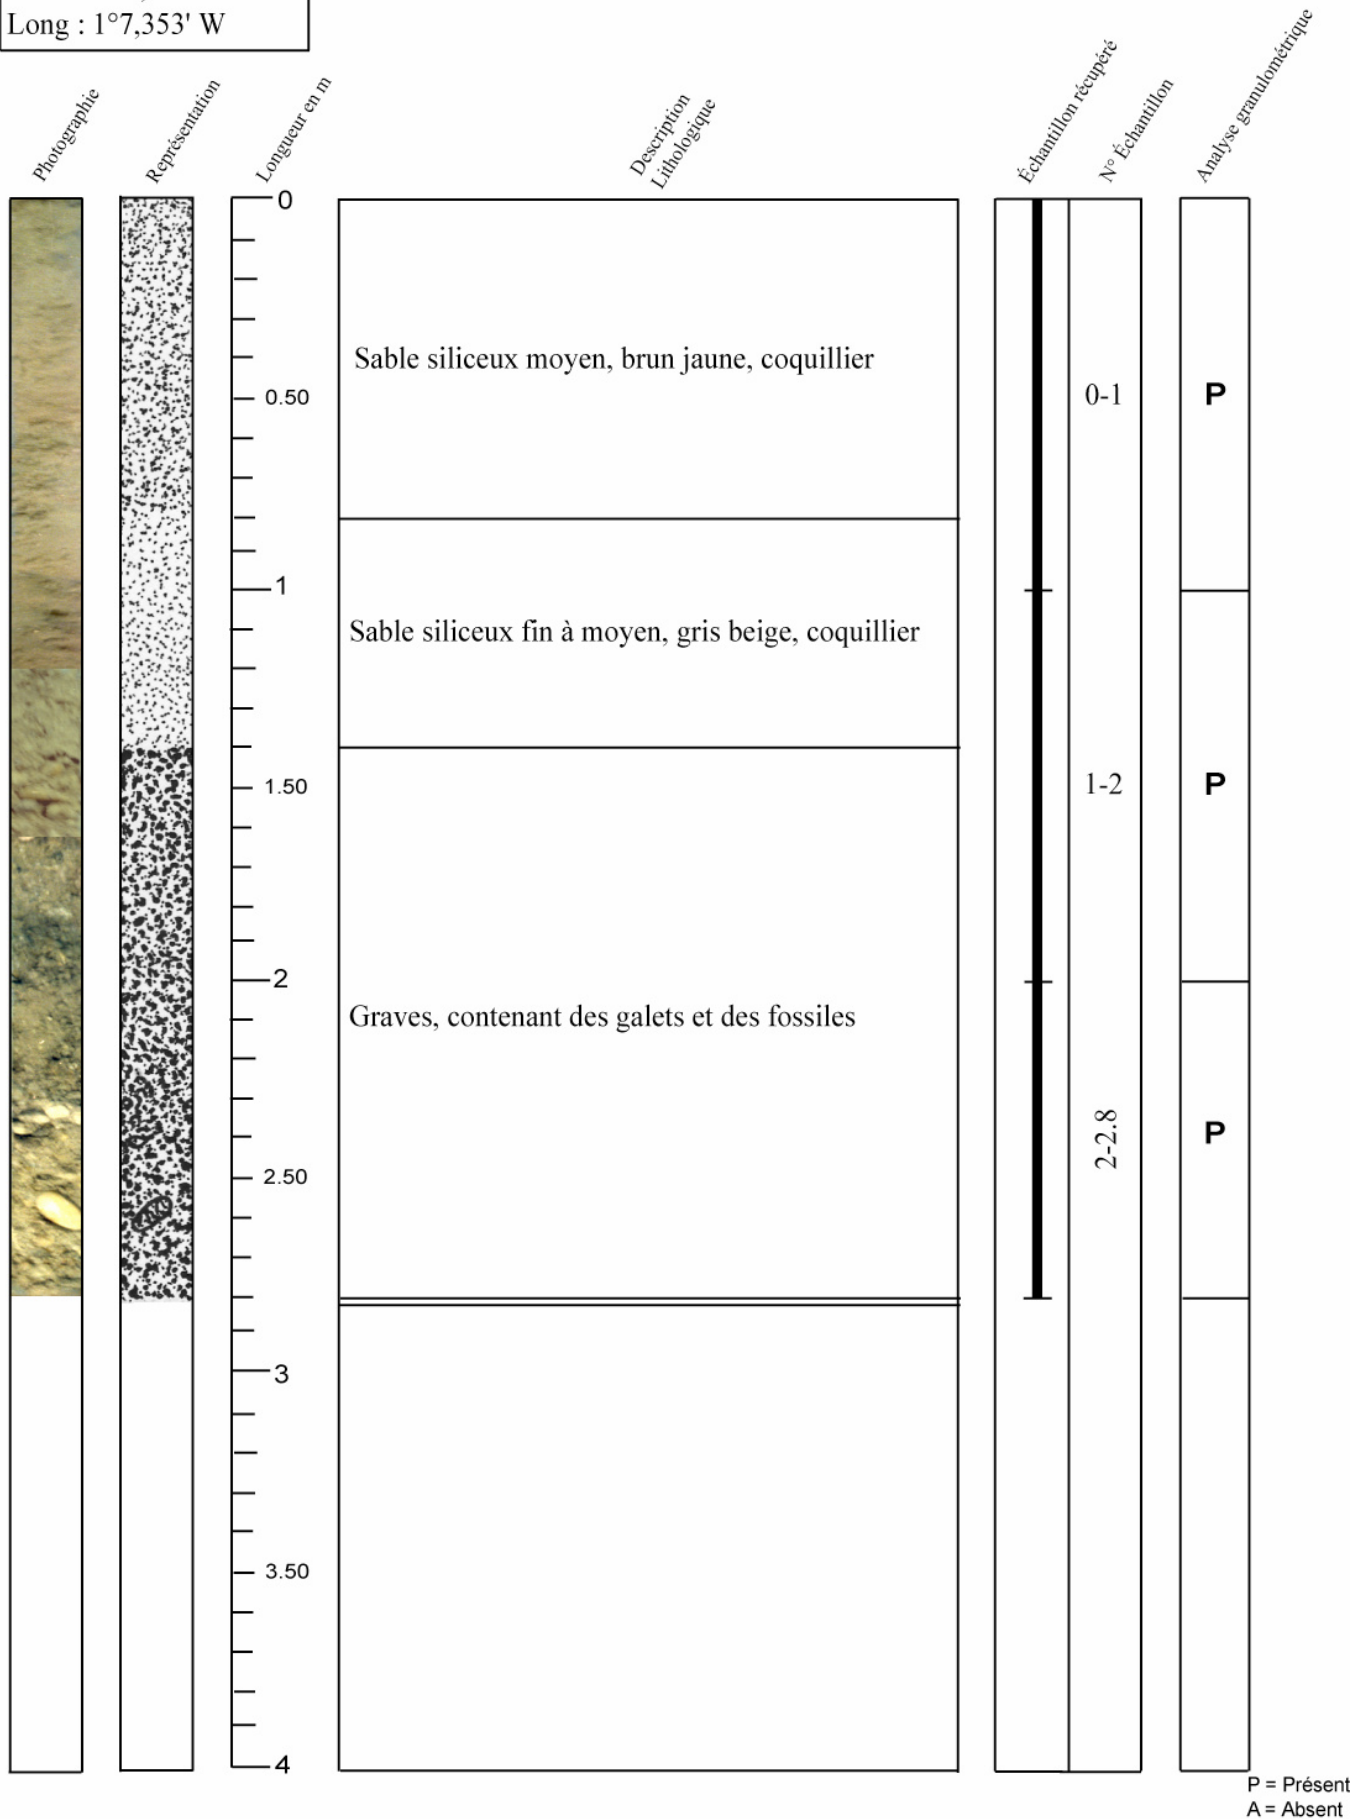 Long : 1°7,353' W
Photographie
Représentation
Longueur en m
Description
Lithologique
Échantillon récupéré
N° Échantillon
Analyse granulométrique
0
Sable siliceux moyen, brun jaune, coquillier
0.50
0-1
P
1
Sable siliceux fin à moyen, gris beige, coquillier
1.50
1-2
P
2
Graves, contenant des galets et des fossiles
2-2.8
P
2.50
3
3.50
4
P = Présent
A = Absent